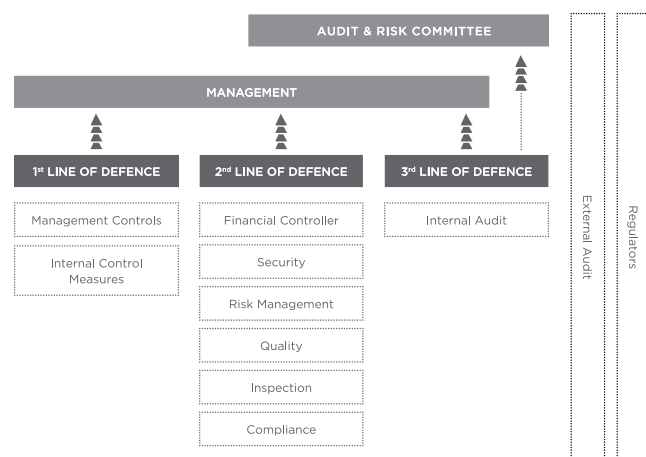 AUDIT & RISK COMMITTEE
MANAGEMENT
1st LINE OF DEFENCE
Management Controls
Internal Control
Measures
2nd LINE OF DEFENCE
Financial Controller
Security
Risk Management
Quality
Inspection
Compliance
3rd LINE OF DEFENCE
Internal Audit
External Audit
Regulators